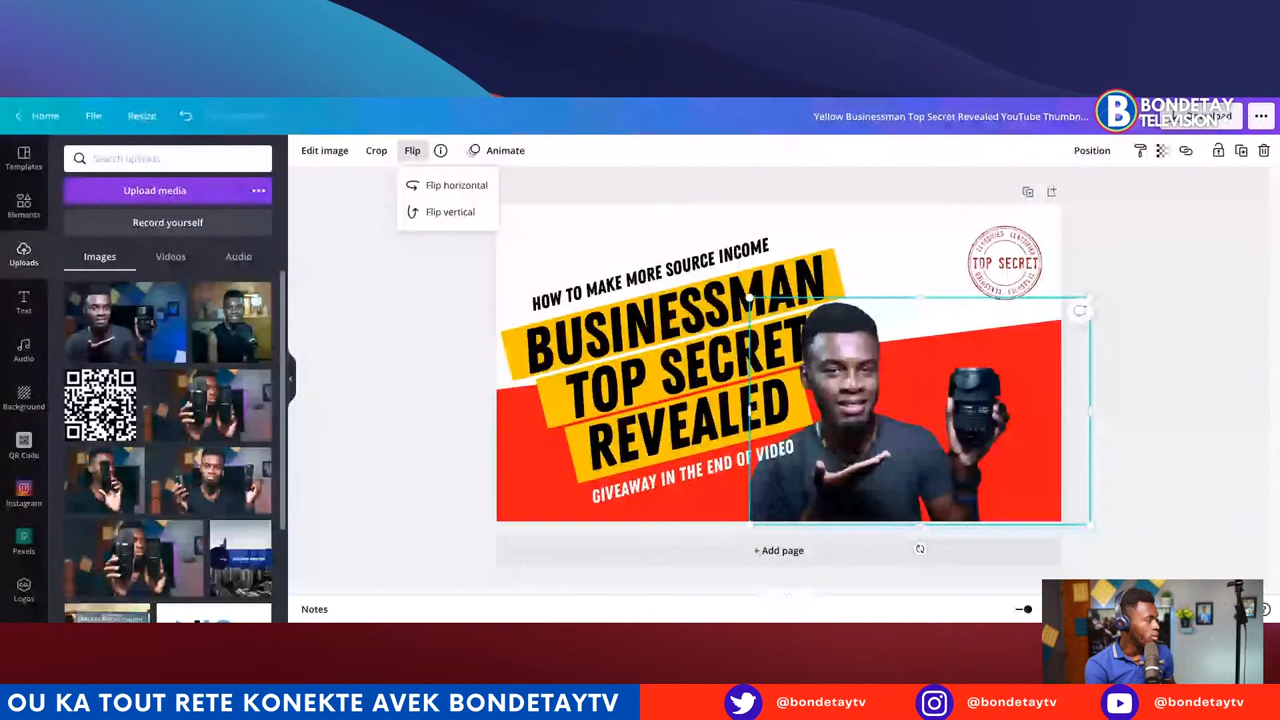 BONDETAY
TELEVISION
Home
File
Resize
Yellow Businessman Top Secret Revealed YouTube Thumbn...
Edit image
Crop
Flip
Animate
Position
Flip horizontal
Flip vertical
Templates
Elements
Uploads
Text
Audio
Background
QR Code
Instagram
Pexels
Logos
Search uploads
Upload media
Record yourself
Images
Videos
Audio
HOW TO MAKE MORE SOURCE INCOME
BUSINESSMAN
TOP SECRET
REVEALED
GIVEAWAY IN THE END OF VIDEO
TOP SECRET
+ Add page
Notes
OU KA TOUT RETE KONEKTE AVEK BONDETAYTV
@bondetaytv
@bondetaytv
@bondetaytv